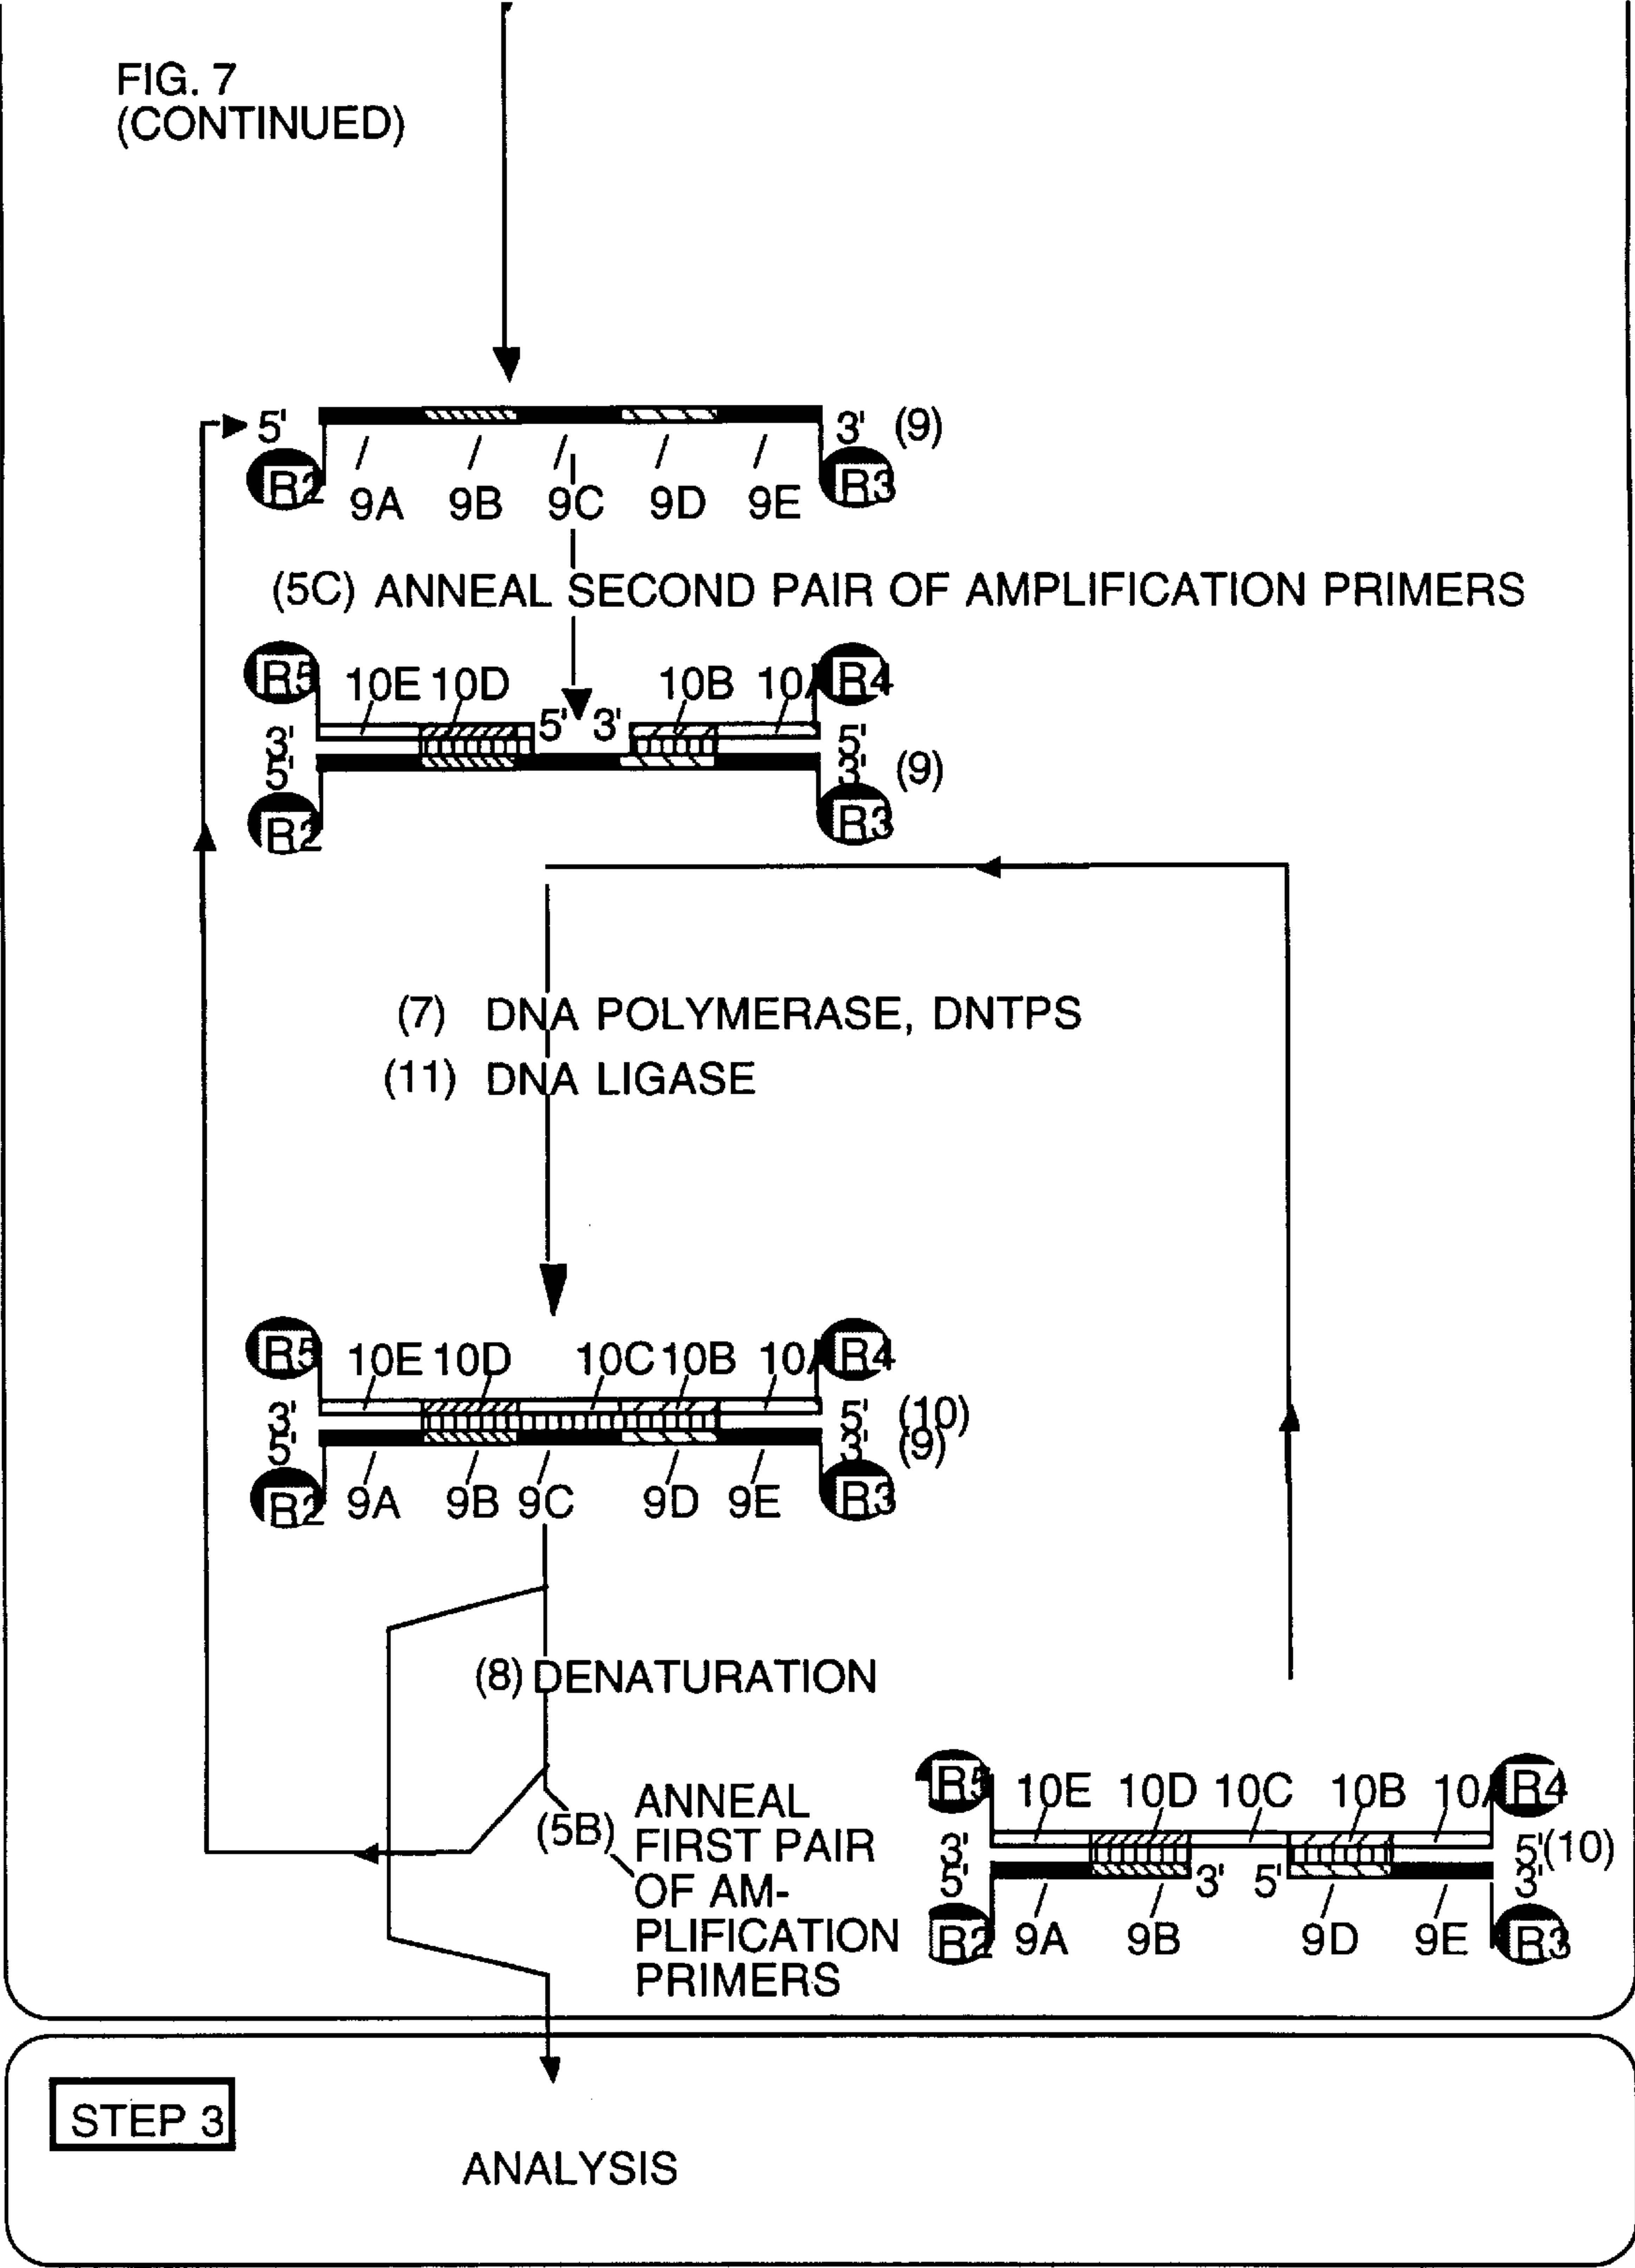 FIG. 7
(CONTINUED)
5' 3' (9)
R2 9A 9B 9C 9D 9E R3
(5C) ANNEAL SECOND PAIR OF AMPLIFICATION PRIMERS
R5 10E 10D 10B 10A R4
5' 3'
3' 5'
5' 3' (9)
R2 R3
(7) DNA POLYMERASE, DNTPS
(11) DNA LIGASE
R5 10E 10D 10C 10B 10A R4
3' 5' (10)
5' 3' (9)
R2 9A 9B 9C 9D 9E R3
(8) DENATURATION
(5B) ANNEAL
FIRST PAIR
OF AM-
PLIFICATION
PRIMERS
R5 10E 10D 10C 10B 10A R4
3' 5' (10)
5' 3' 5' 3'
R2 9A 9B 9D 9E R3
STEP 3
ANALYSIS